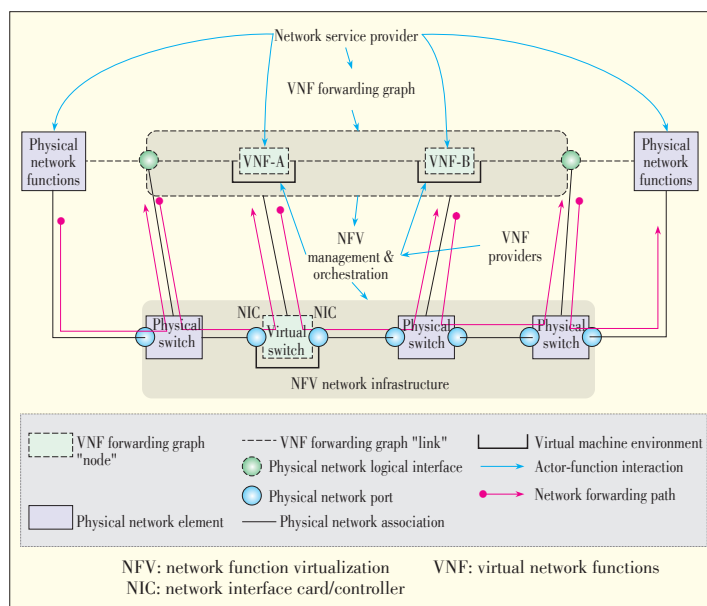 Network service provider
VNF forwarding graph
Physical
network
functions
VNF-A
VNF-B
Physical
network
functions
NFV
management &
orchestration
VNF
providers
NIC
NIC
Physical
switch
Virtual
switch
Physical
switch
Physical
switch
NFV network infrastructure
VNF forwarding graph
"node"
Physical network element
VNF forwarding graph "link"
Physical network logical interface
Physical network port
Physical network association
Virtual machine environment
Actor-function interaction
Network forwarding path
NFV: network function virtualization VNF: virtual network functions
NIC: network interface card/controller